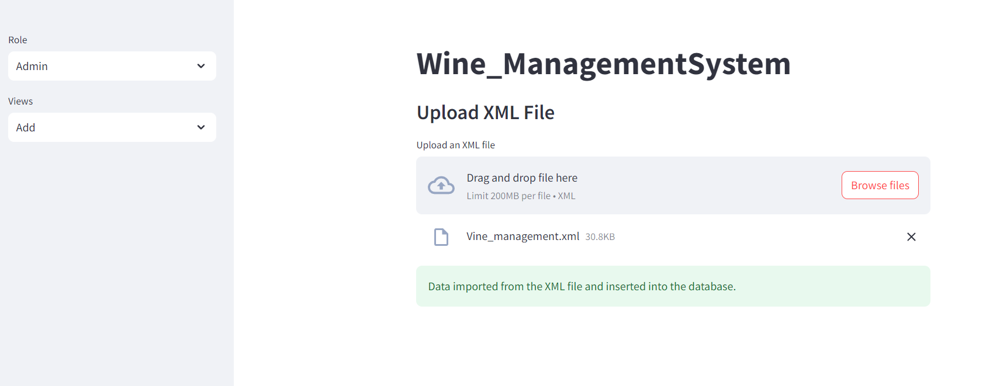 Role
Admin
Views
Add
Wine_ManagementSystem
Upload XML File
Upload an XML file
Drag and drop file here
Limit 200MB per file • XML
Browse files
Vine_management.xml 30.8KB
Data imported from the XML file and inserted into the database.